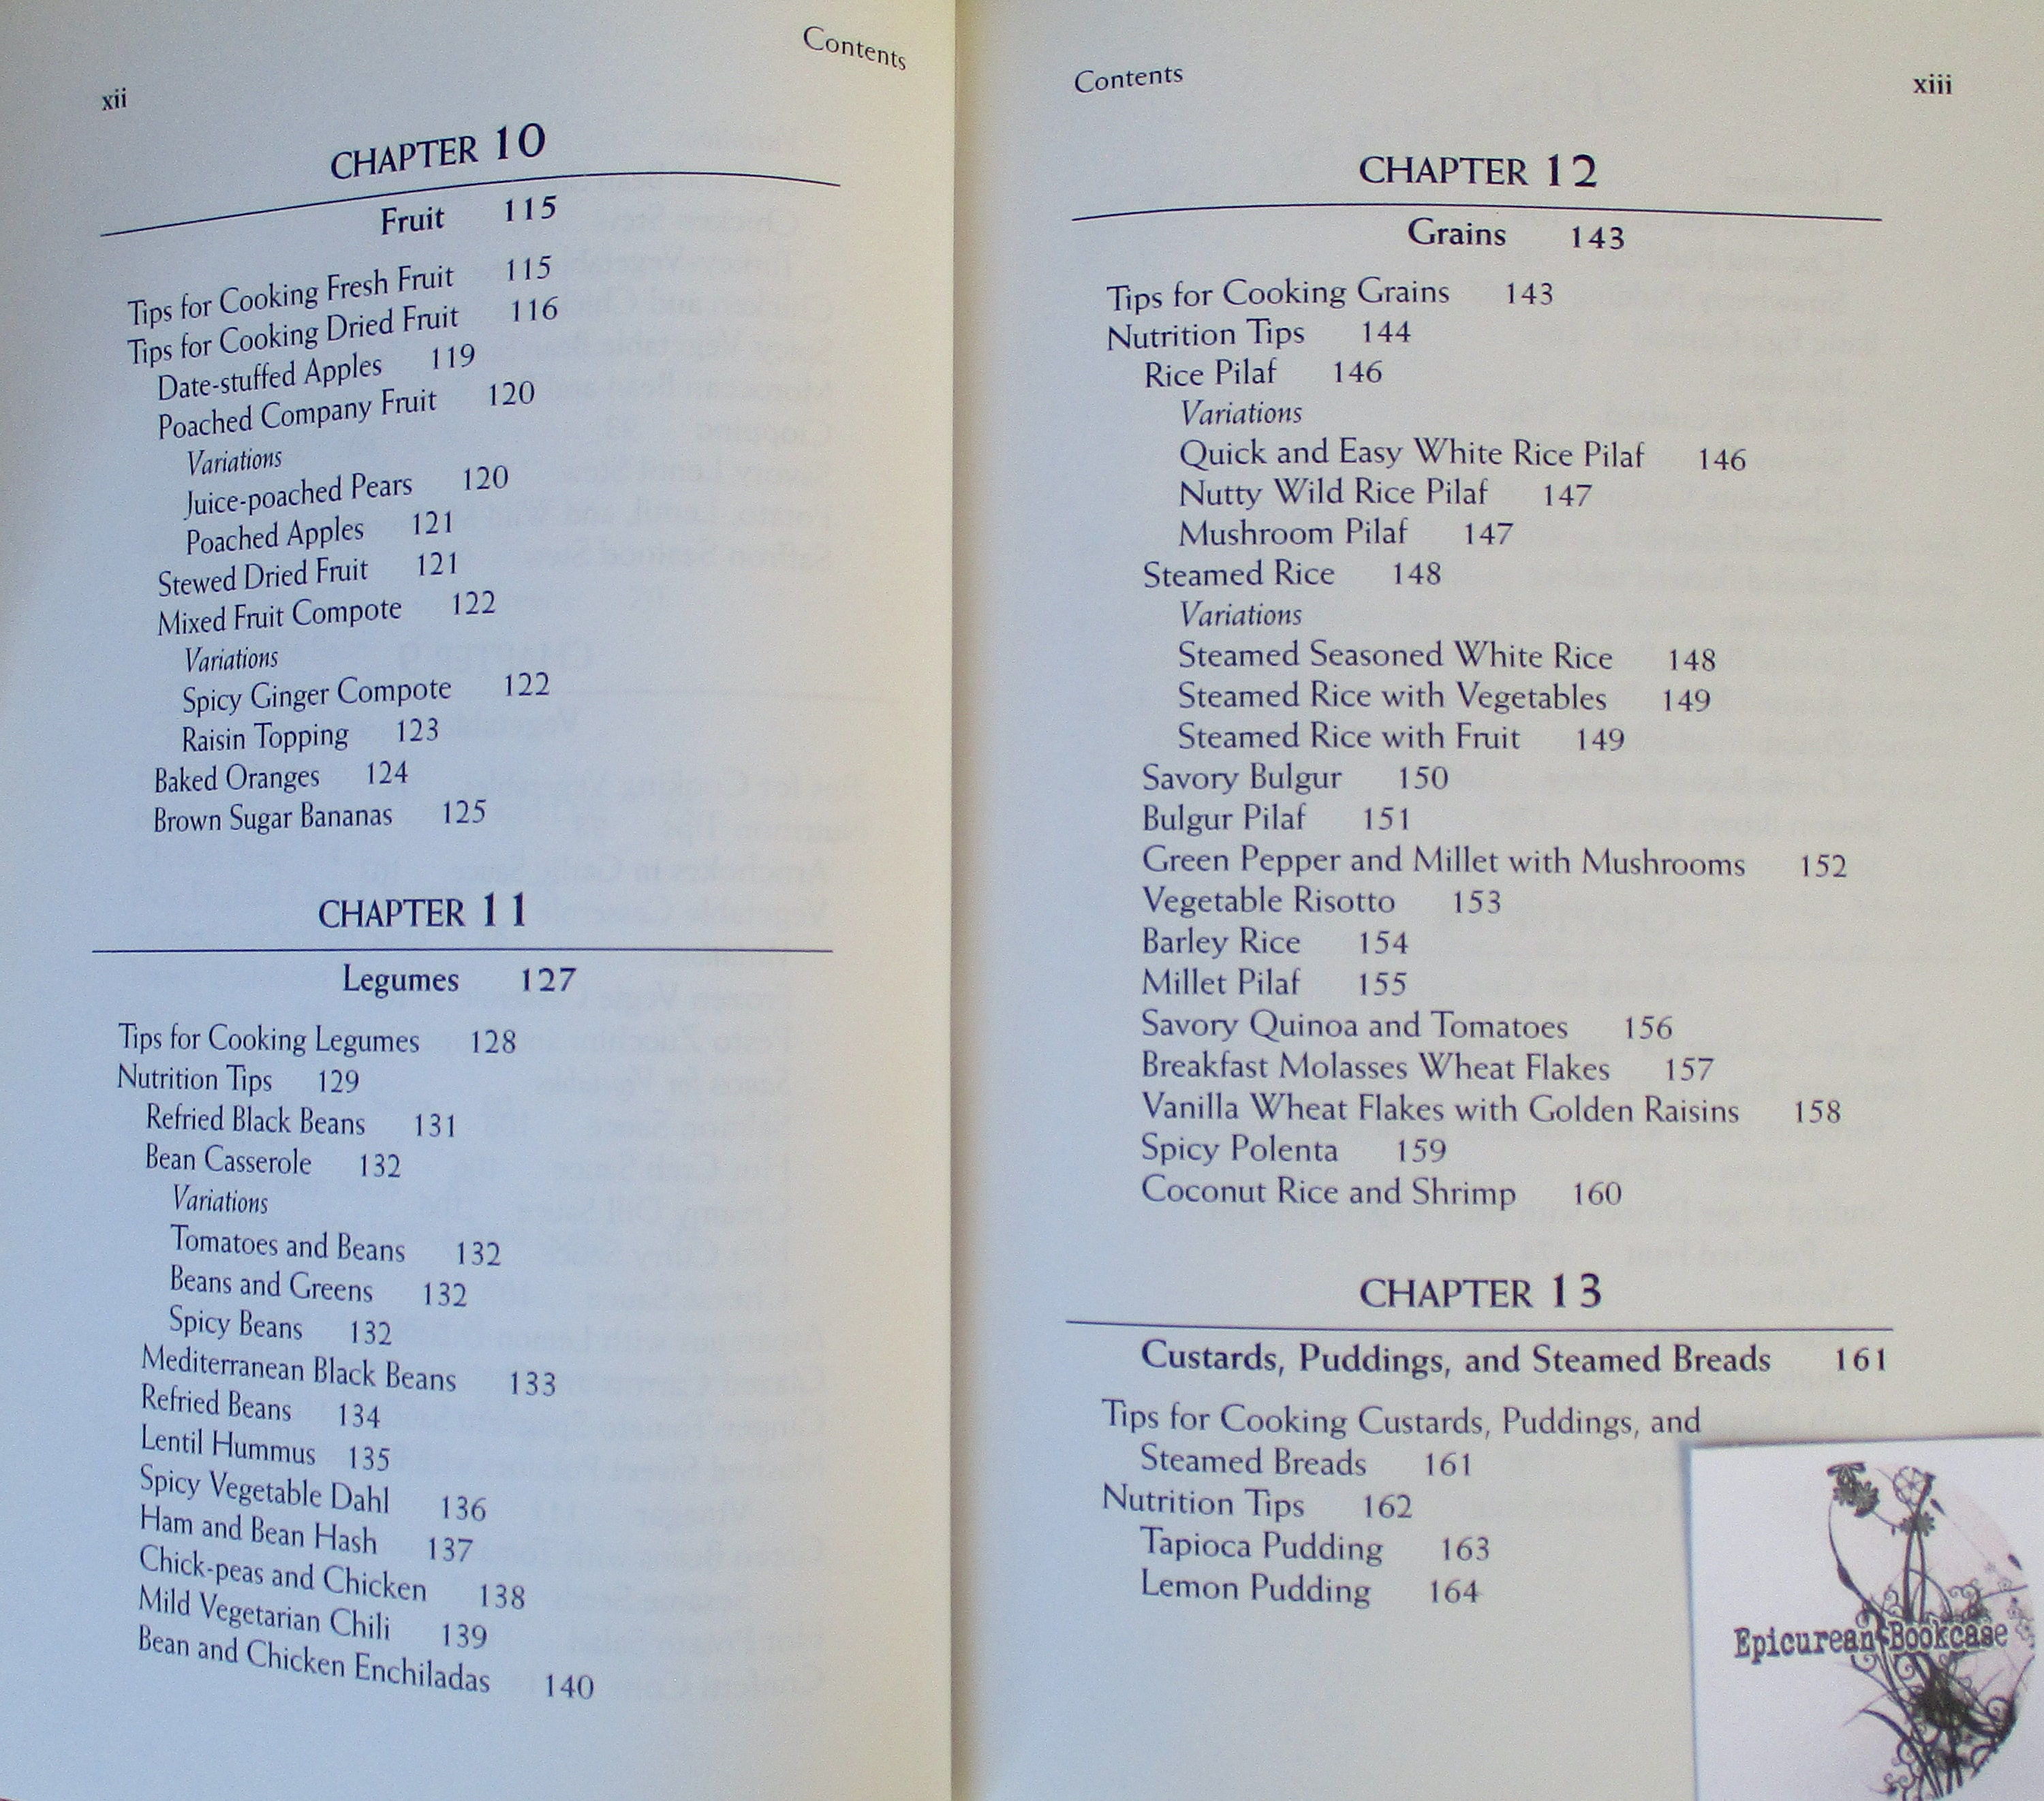 Contents
xii
CHAPTER 10
Fruit 115
Tips for Cooking Fresh Fruit 115
Tips for Cooking Dried Fruit 116
Date-stuffed Apples 119
Poached Company Fruit 120
Variations
Juice-poached Pears 120
Poached Apples 121
Stewed Dried Fruit 121
Mixed Fruit Compote 122
Variations
Spicy Ginger Compote 122
Raisin Topping 123
Baked Oranges 124
Brown Sugar Bananas 125
CHAPTER 11
Legumes 127
Tips for Cooking Legumes 128
Nutrition Tips 129
Refried Black Beans 131
Bean Casserole 132
Variations
Tomatoes and Beans 132
Beans and Greens 132
Spicy Beans 132
Mediterranean Black Beans 133
Refried Beans 134
Lentil Hummus 135
Spicy Vegetable Dahl 136
Ham and Bean Hash 137
Chick-peas and Chicken 138
Mild Vegetarian Chili 139
Bean and Chicken Enchiladas 140
Contents xiii
CHAPTER 12
Grains 143
Tips for Cooking Grains 143
Nutrition Tips 144
Rice Pilaf 146
Variations
Quick and Easy White Rice Pilaf 146
Nutty Wild Rice Pilaf 147
Mushroom Pilaf 147
Steamed Rice 148
Variations
Steamed Seasoned White Rice 148
Steamed Rice with Vegetables 149
Steamed Rice with Fruit 149
Savory Bulgur 150
Bulgur Pilaf 151
Green Pepper and Millet with Mushrooms 152
Vegetable Risotto 153
Barley Rice 154
Millet Pilaf 155
Savory Quinoa and Tomatoes 156
Breakfast Molasses Wheat Flakes 157
Vanilla Wheat Flakes with Golden Raisins 158
Spicy Polenta 159
Coconut Rice and Shrimp 160
CHAPTER 13
Custards, Puddings, and Steamed Breads 161
Tips for Cooking Custards, Puddings, and
Steamed Breads 161
Nutrition Tips 162
Tapioca Pudding 163
Lemon Pudding 164
Epicurean Bookcase